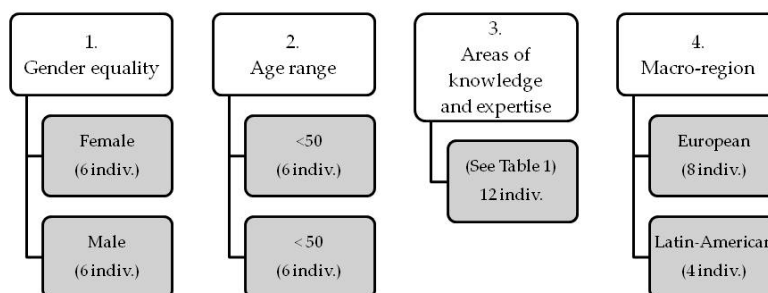 1.
Gender equality
Female
(6 indiv.)
Male
(6 indiv.)
2.
Age range
<50
(6 indiv.)
<50
(6 indiv.)
3.
Areas of
knowledge
and expertise
(See Table 1)
12 indiv.
4.
Macro-region
European
(8 indiv.)
Latin-American
(4 indiv.)